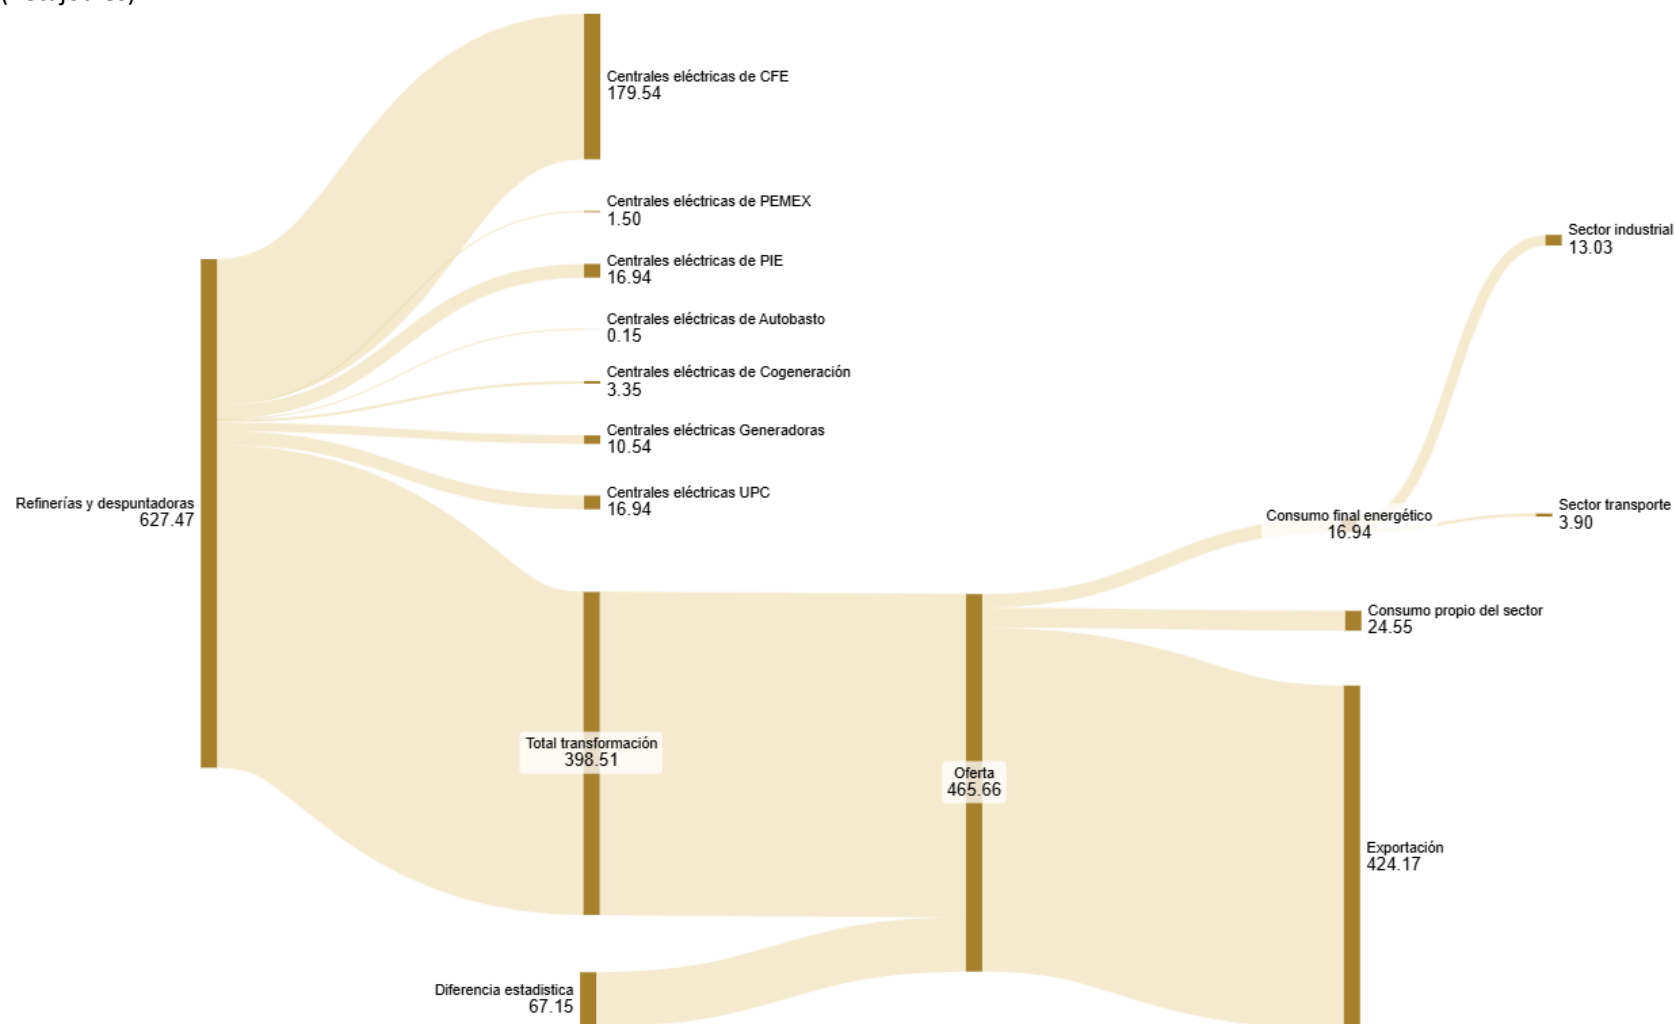 Centrales eléctricas de CFE
179.54
Centrales eléctricas de PEMEX
1.50
Centrales eléctricas de PIE
16.94
Centrales eléctricas de Autobasto
0.15
Centrales eléctricas de Cogeneración
3.35
Centrales eléctricas Generadoras
10.54
Centrales eléctricas UPC
16.94
Refinerías y despuntadoras
627.47
Total transformación
398.51
Diferencia estadistica
67.15
Oferta
465.66
Consumo final energético
16.94
Sector industrial
13.03
Sector transporte
3.90
Consumo propio del sector
24.55
Exportación
424.17